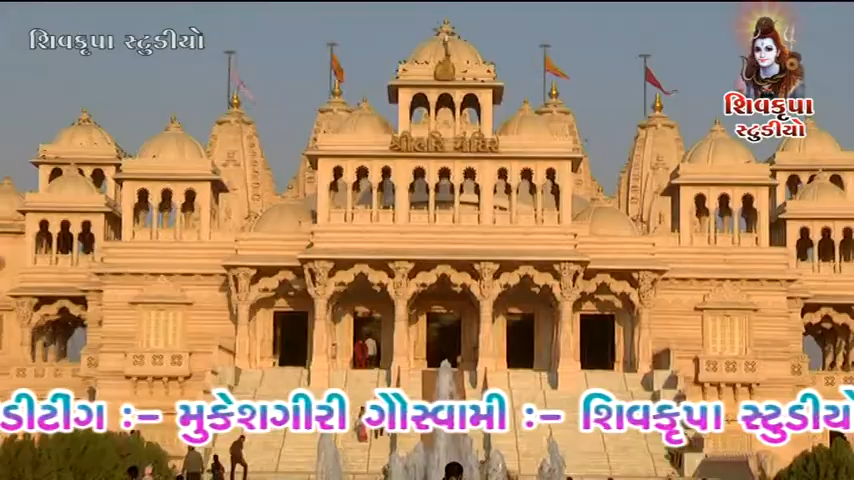 શિવકૃપા સ્ટુડીયો
શિવકૃપા
સ્ટુડીયો
શ્રી હરિ મંદિર
ડીટીંગ :- મુકેશગીરી ગૌસ્વામી :- શિવકૃપા સ્ટુડીયો